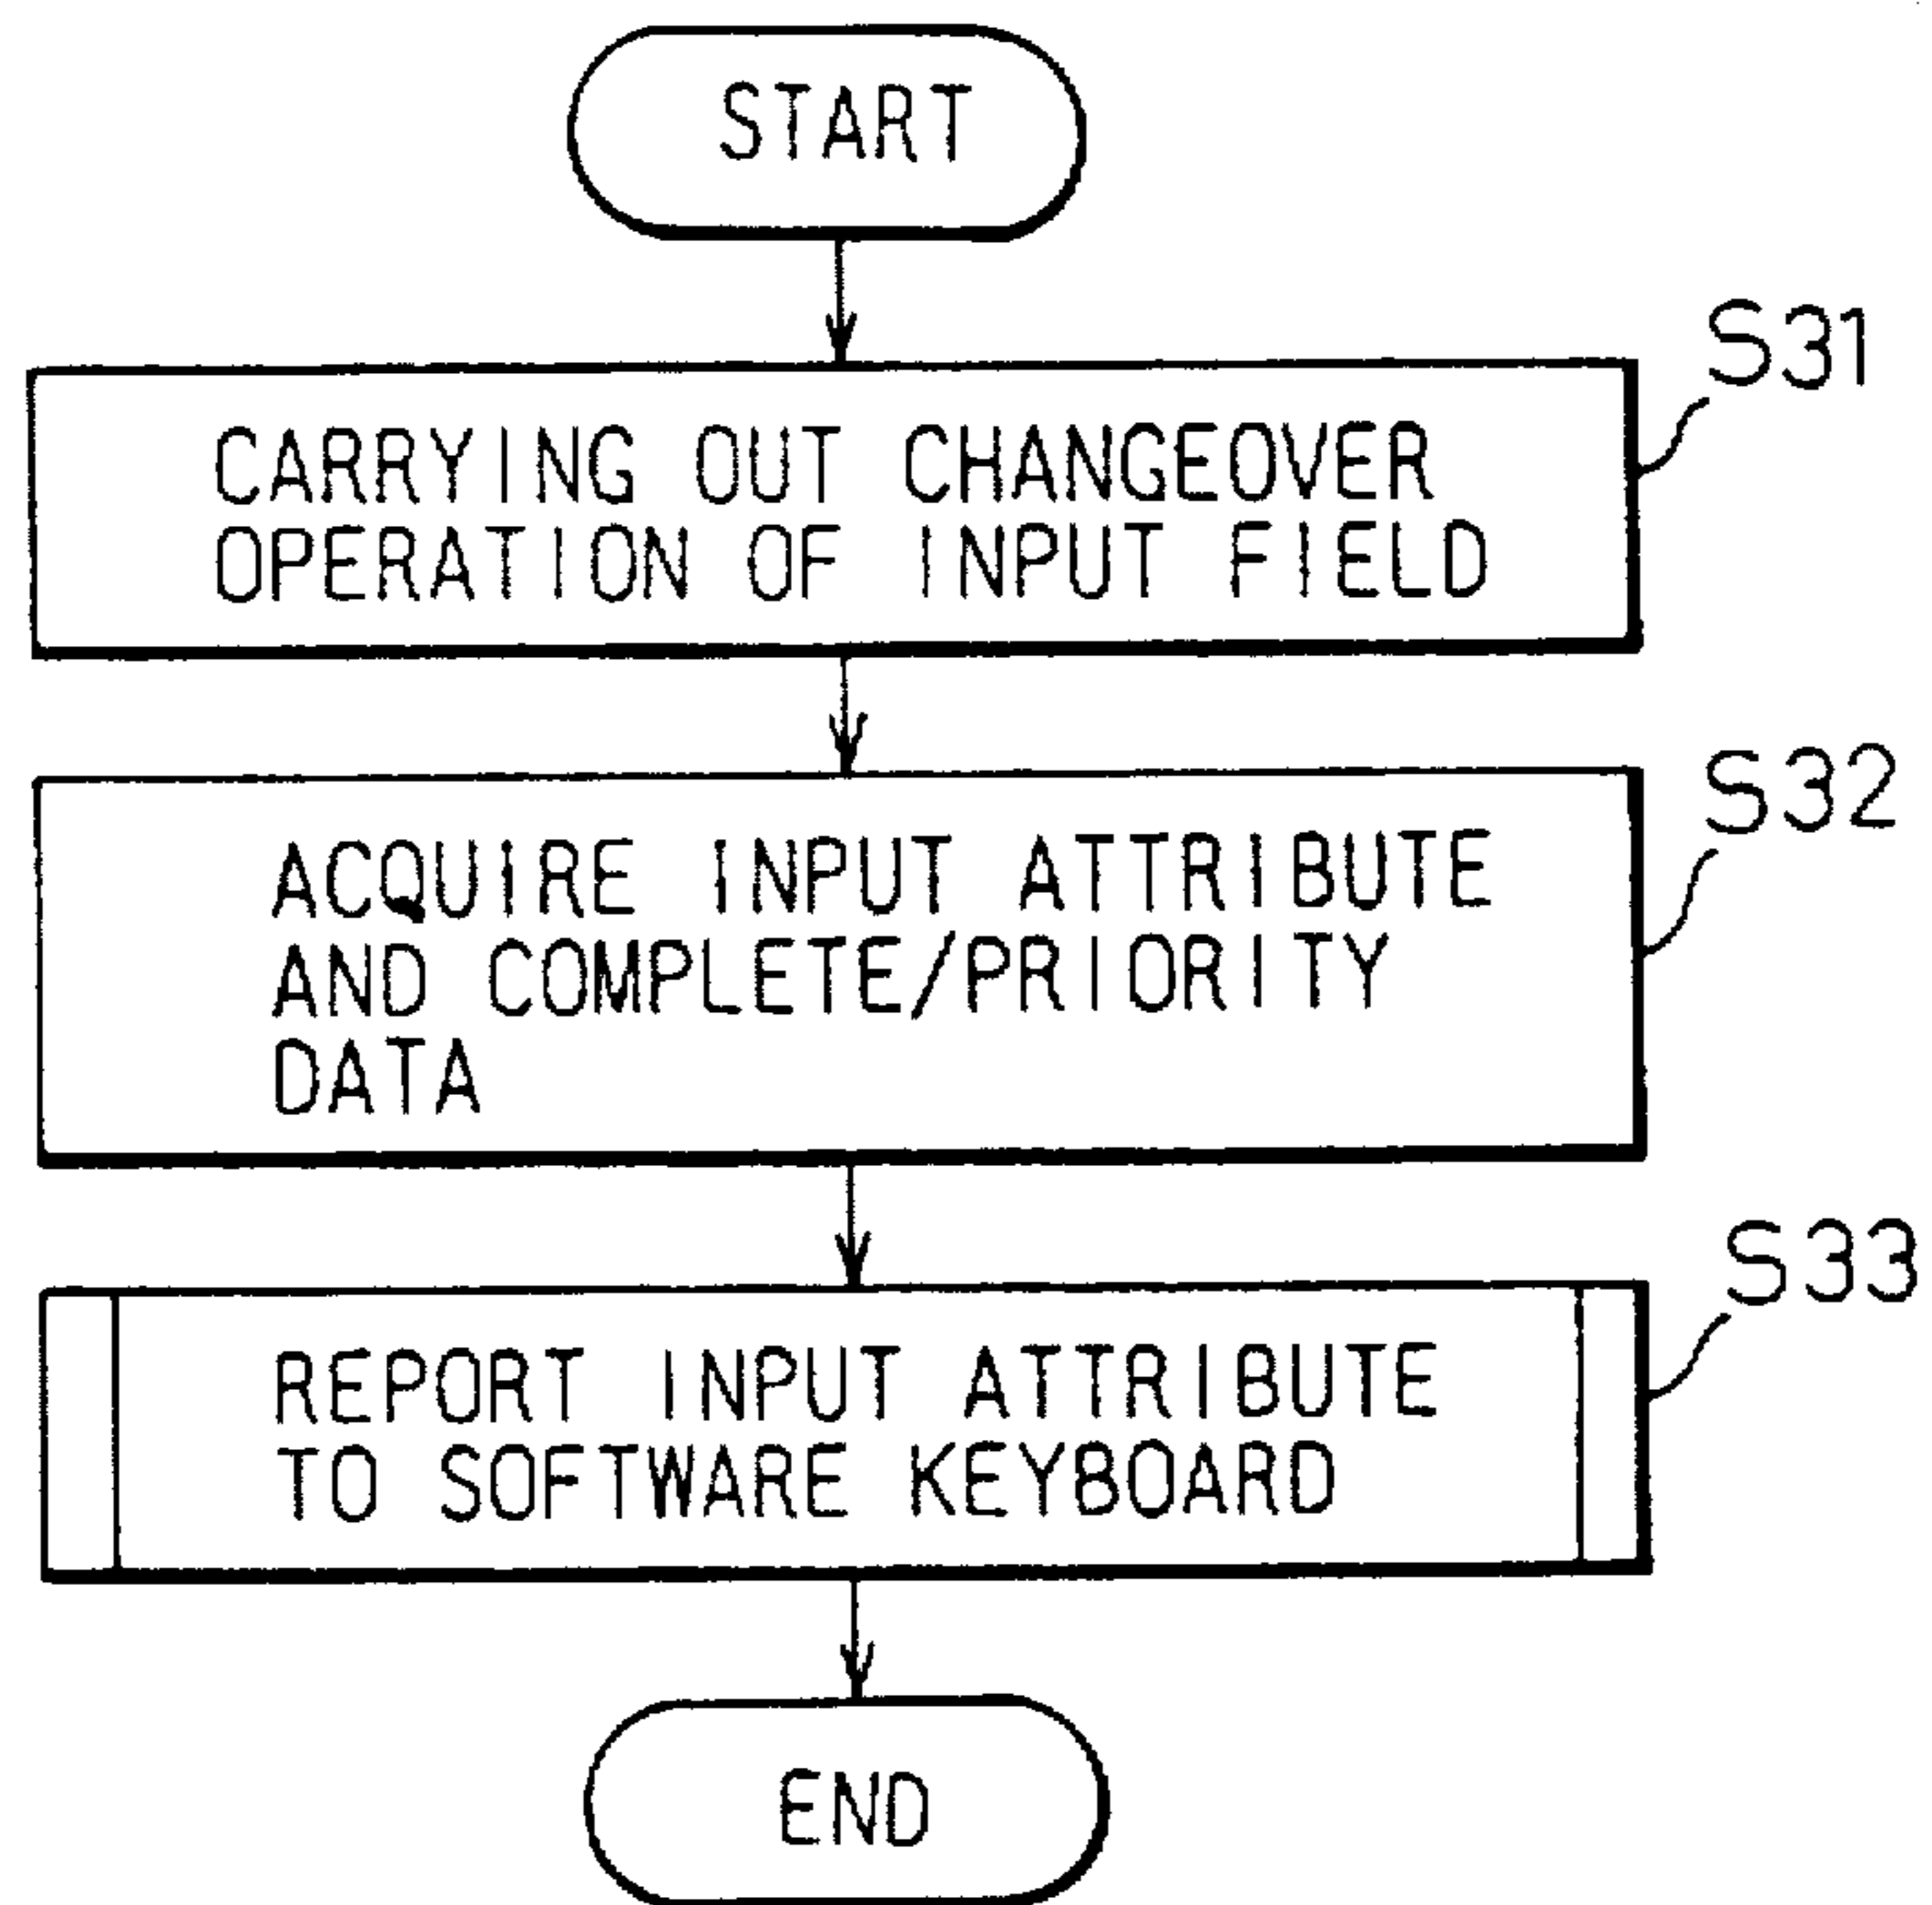 START
S31
CARRYING OUT CHANGEOVER
OPERATION OF INPUT FIELD
S32
ACQUIRE INPUT ATTRIBUTE
AND COMPLETE/PRIORITY
DATA
S33
REPORT INPUT ATTRIBUTE
TO SOFTWARE KEYBOARD
END